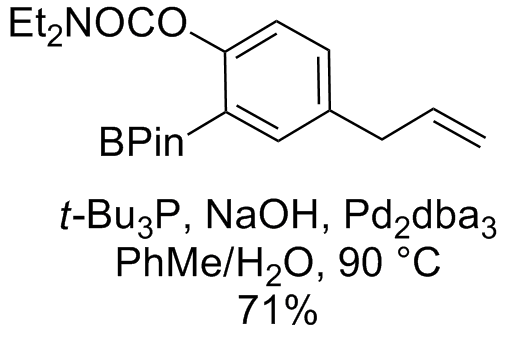 Et₂NOCO
BPin
t-Bu₃P, NaOH, Pd₂dba₃
PhMe/H₂O, 90 °C
71%